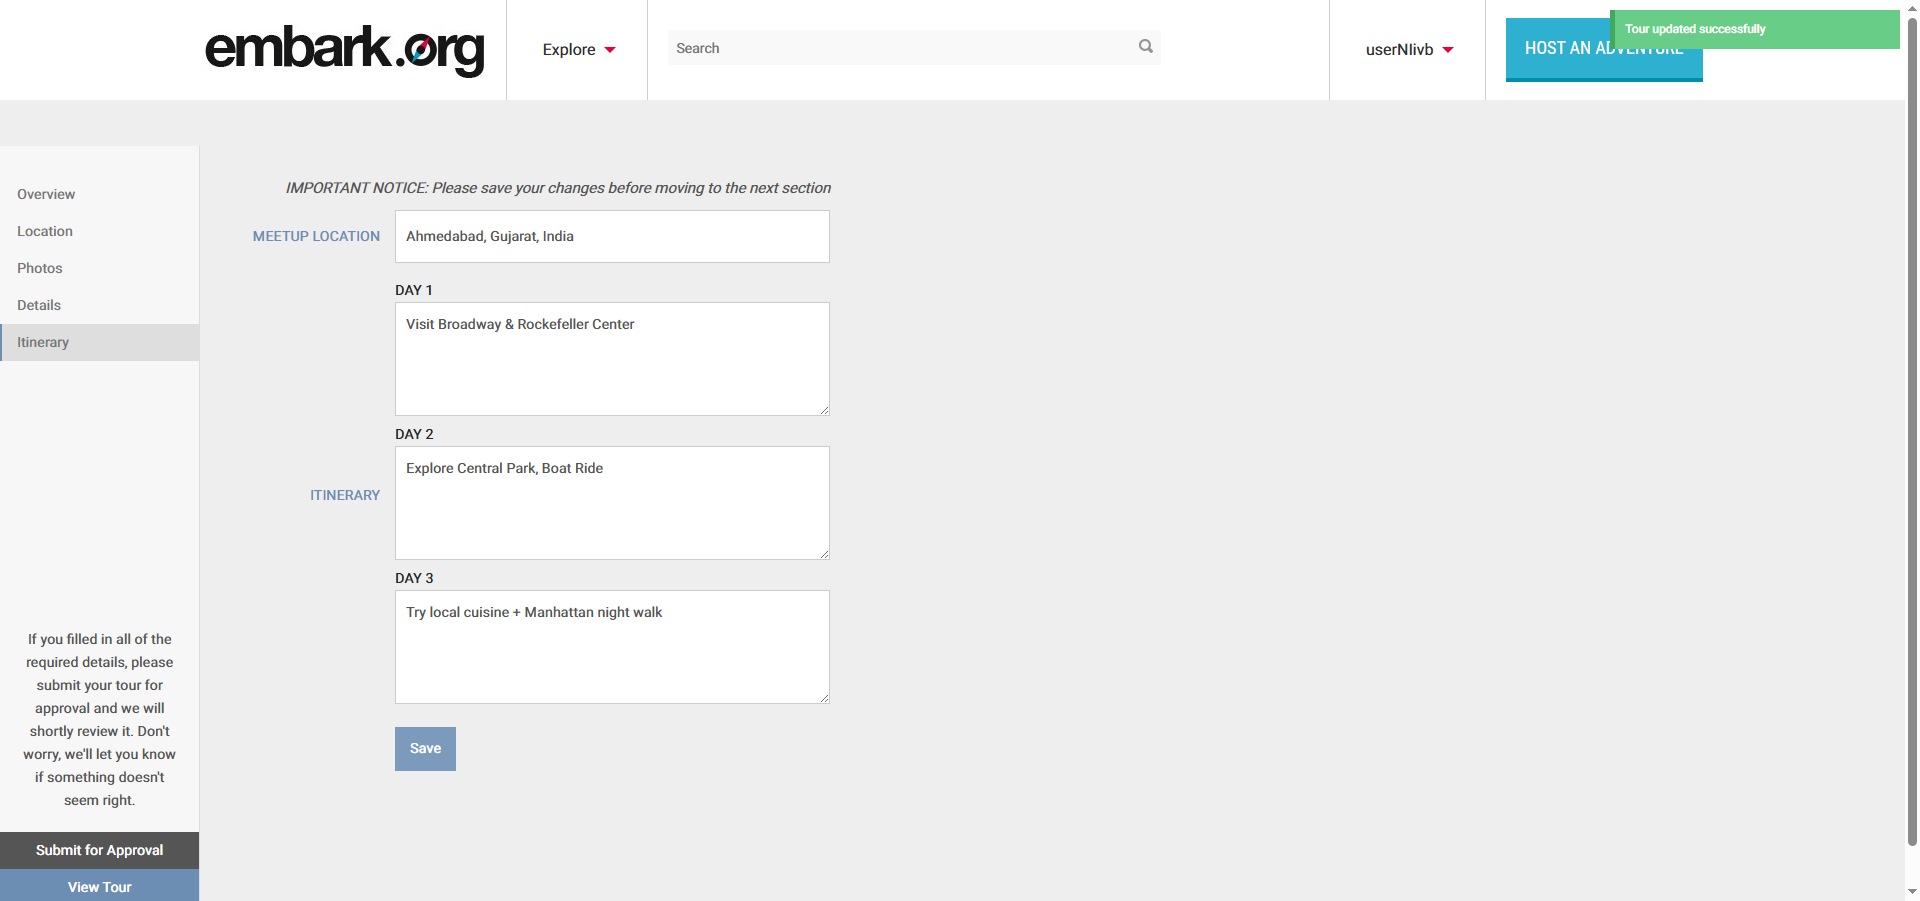 embark.org
Explore
Search
userNlivb
HOST AN ADVENTURE
Tour updated successfully
Overview
Location
Photos
Details
Itinerary
If you filled in all of the
required details, please
submit your tour for
approval and we will
shortly review it. Don't
worry, we'll let you know
if something doesn't
seem right.
Submit for Approval
View Tour
IMPORTANT NOTICE: Please save your changes before moving to the next section
MEETUP LOCATION
Ahmedabad, Gujarat, India
ITINERARY
DAY 1
Visit Broadway & Rockefeller Center
DAY 2
Explore Central Park, Boat Ride
DAY 3
Try local cuisine + Manhattan night walk
Save